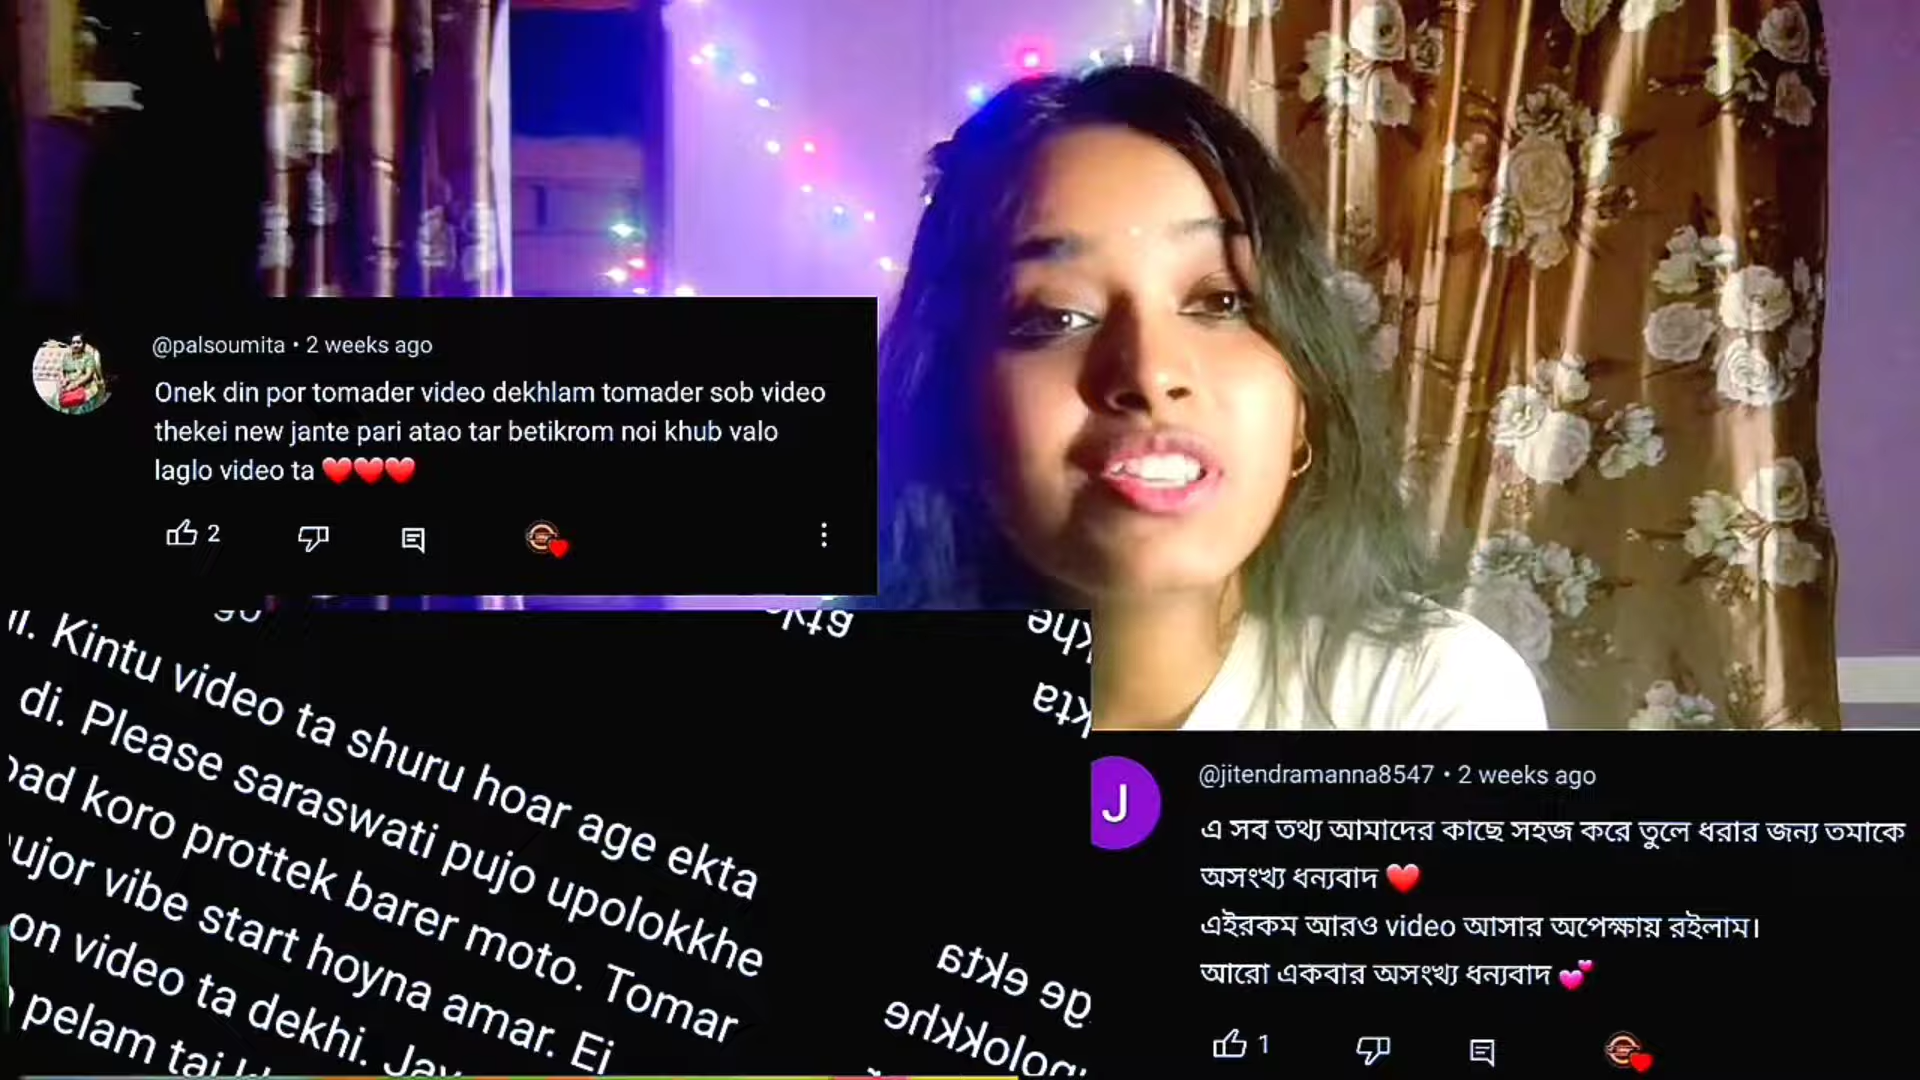 @palsoumita • 2 weeks ago
Onek din por tomader video dekhlam tomader sob video
thekei new jante pari atao tar betikrom noi khub valo
laglo video ta ❤️❤️❤️
2
Kintu video ta shuru hoar age ekta
di. Please saraswati pujo upolokkhe
koro prottek barer moto. Tomar
vibe start hoyna amar. Ei
video ta dekhi.
pelam tai
ekta
@jitendramanna8547 • 2 weeks ago
J
এ সব তথ্য আমাদের কাছে সহজ করে তুলে ধরার জন্য তমাকে
অসংখ্য ধন্যবাদ ❤️
এইরকম আরও video আসার অপেক্ষায় রইলাম।
আরো একবার অসংখ্য ধন্যবাদ 💕
1